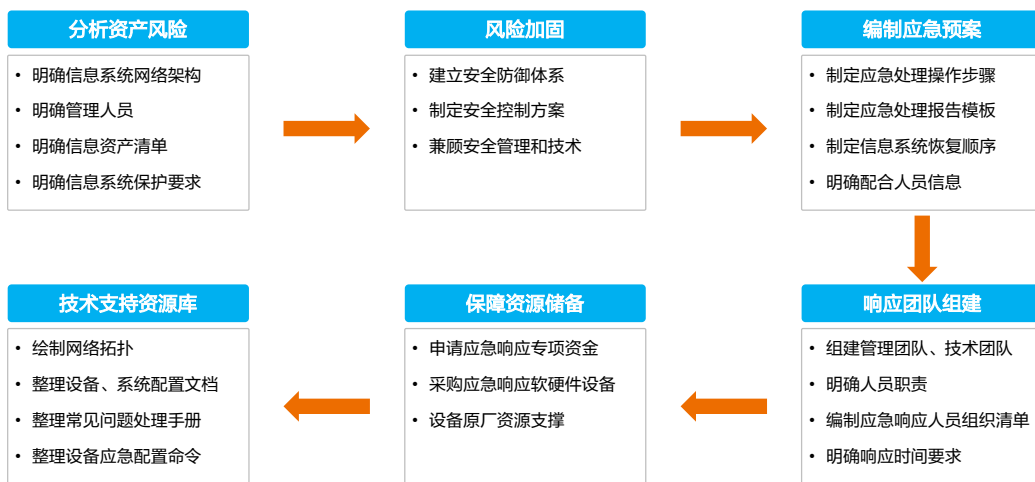 分析资产风险
• 明确信息系统网络架构
• 明确管理人员
• 明确信息资产清单
• 明确信息系统保护要求
风险加固
• 建立安全防御体系
• 制定安全控制方案
• 兼顾安全管理和技术
编制应急预案
• 制定应急处理操作步骤
• 制定应急处理报告模板
• 制定信息系统恢复顺序
• 明确配合人员信息
响应团队组建
• 组建管理团队、技术团队
• 明确人员职责
• 编制应急响应人员组织清单
• 明确响应时间要求
保障资源储备
• 申请应急响应专项资金
• 采购应急响应软硬件设备
• 设备原厂资源支撑
技术支持资源库
• 绘制网络拓扑
• 整理设备、系统配置文档
• 整理常见问题处理手册
• 整理设备应急配置命令